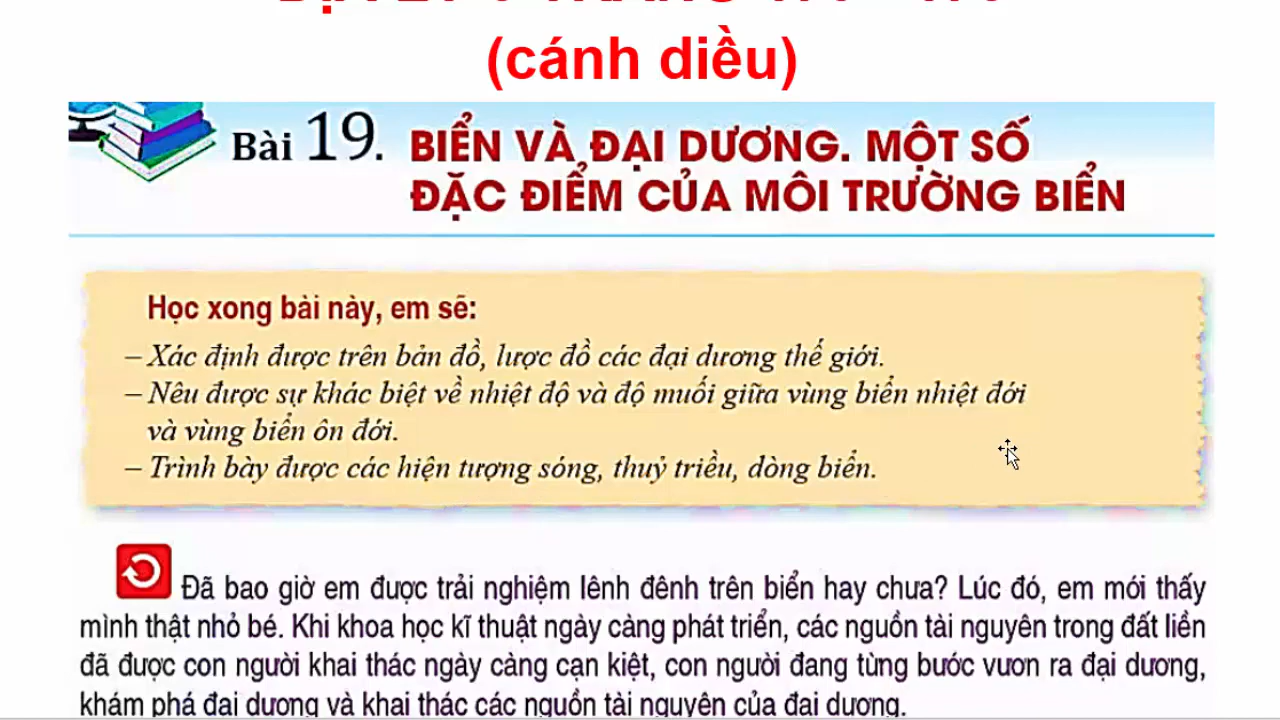 (cánh diều)
Bài 19. BIỂN VÀ ĐẠI DƯƠNG. MỘT SỐ
ĐẶC ĐIỂM CỦA MÔI TRƯỜNG BIỂN
Học xong bài này, em sẽ:
– Xác định được trên bản đồ, lược đồ các đại dương thế giới.
– Nêu được sự khác biệt về nhiệt độ và độ muối giữa vùng biển nhiệt đới
và vùng biển ôn đới.
– Trình bày được các hiện tượng sóng, thuỷ triều, dòng biển.
Đã bao giờ em được trải nghiệm lênh đênh trên biển hay chưa? Lúc đó, em mới thấy
mình thật nhỏ bé. Khi khoa học kĩ thuật ngày càng phát triển, các nguồn tài nguyên trong đất liền
đã được con người khai thác ngày càng cạn kiệt, con người đang từng bước vươn ra đại dương,
khám phá đại dương và khai thác các nguồn tài nguyên của đại dương.